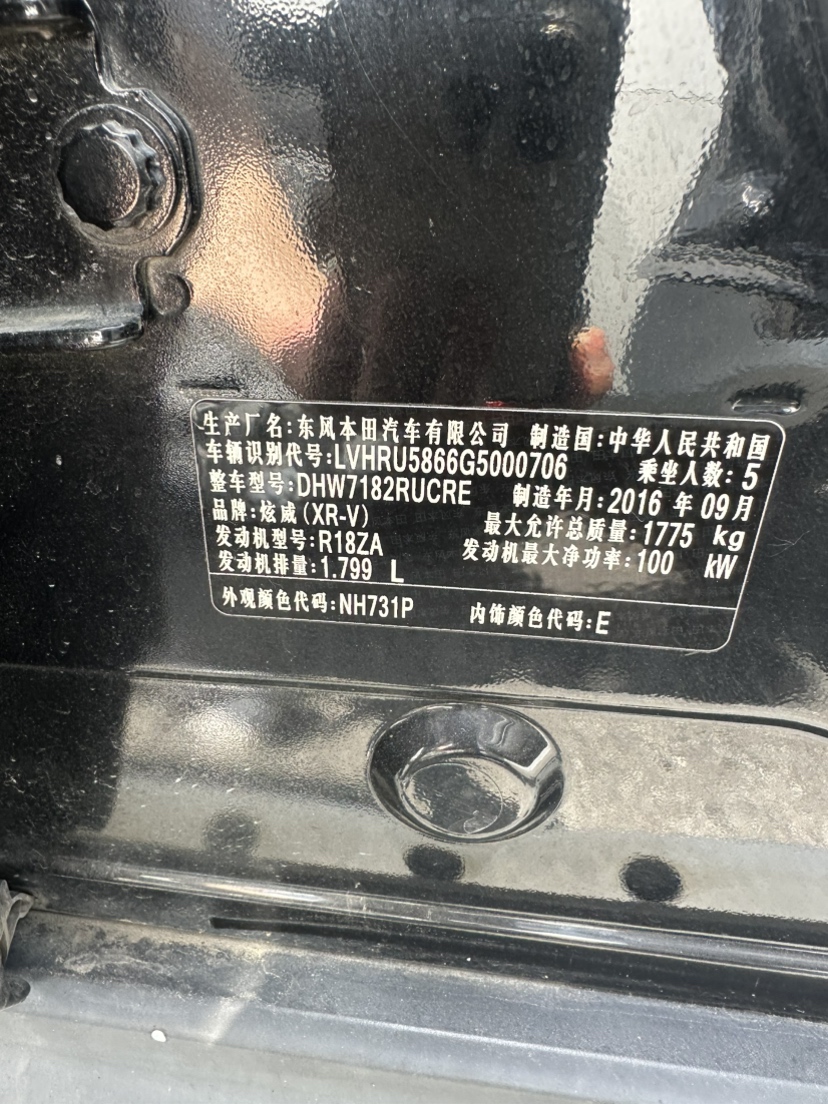 生产厂名:东风本田汽车有限公司 制造国:中华人民共和国
车辆识别代号:LVHRU5866G5000706 乘坐人数:5
整车型号:DHW7182RUCRE 制造年月:2016 年 09月
品牌:炫威(XR-V) 最大允许总质量:1775 kg
发动机型号:R18ZA 发动机最大净功率:100 kW
发动机排量:1.799 L
外观颜色代码:NH731P 内饰颜色代码:E